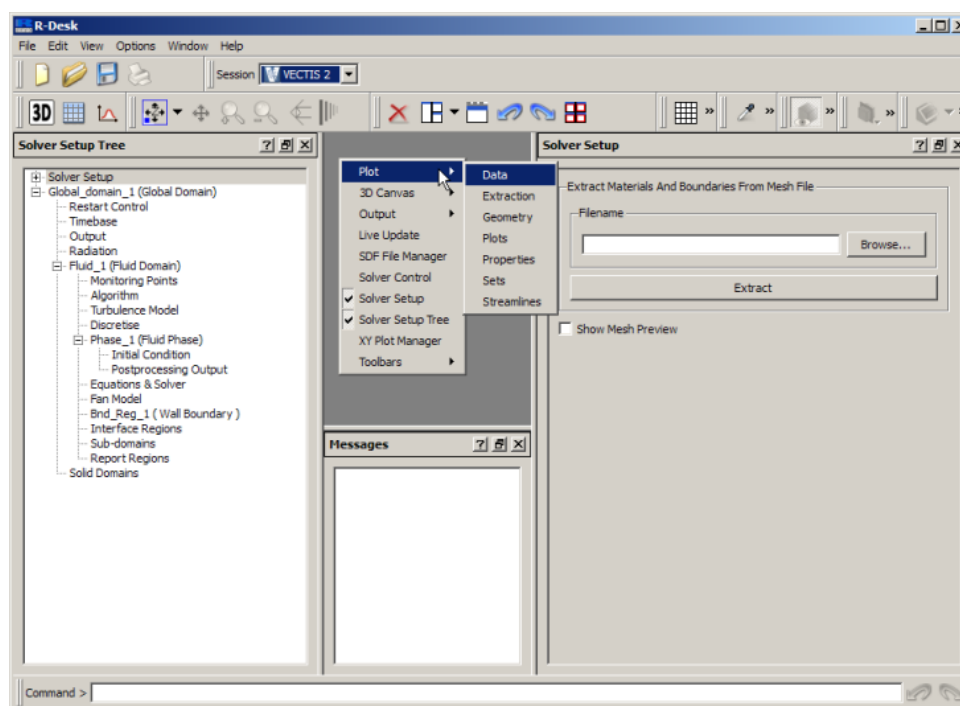 R-Desk
File Edit View Options Window Help
Session VECTIS 2
3D
Solver Setup Tree
Solver Setup
Global_domain_1 (Global Domain)
Restart Control
Timebase
Output
Radiation
Fluid_1 (Fluid Domain)
Monitoring Points
Algorithm
Turbulence Model
Discretise
Phase_1 (Fluid Phase)
Initial Condition
Postprocessing Output
Equations & Solver
Fan Model
Bnd_Reg_1 ( Wall Boundary )
Interface Regions
Sub-domains
Report Regions
Solid Domains
Plot
3D Canvas
Output
Live Update
SDF File Manager
Solver Control
Solver Setup
Solver Setup Tree
XY Plot Manager
Toolbars
Data
Extraction
Geometry
Plots
Properties
Sets
Streamlines
Messages
Solver Setup
Extract Materials And Boundaries From Mesh File
Filename
Browse...
Extract
Show Mesh Preview
Command >